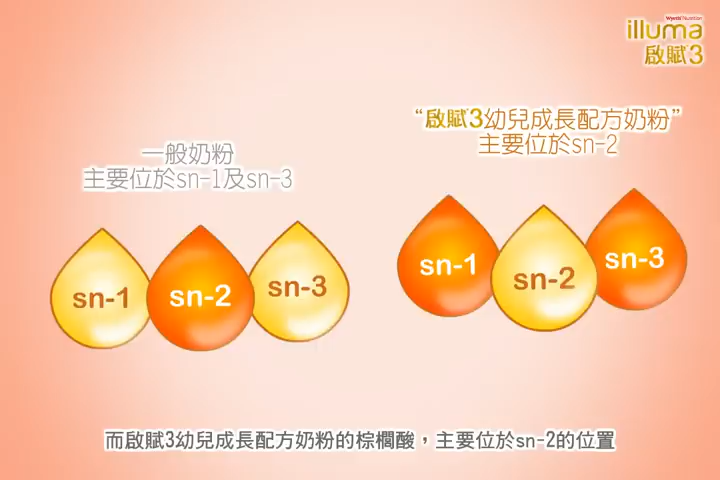 Wyeth Nutrition
illuma
啟賦3
一般奶粉
主要位於sn-1及sn-3
“啟賦3幼兒成長配方奶粉”
主要位於sn-2
sn-1
sn-2
sn-3
sn-1
sn-2
sn-3
而啟賦3幼兒成長配方奶粉的棕櫚酸，主要位於sn-2的位置